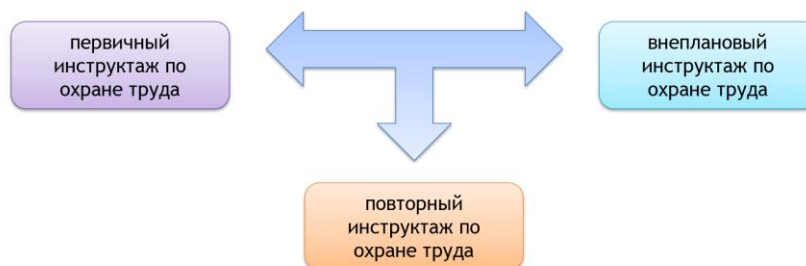 первичный
инструктаж по
охране труда
внеплановый
инструктаж по
охране труда
повторный
инструктаж по
охране труда